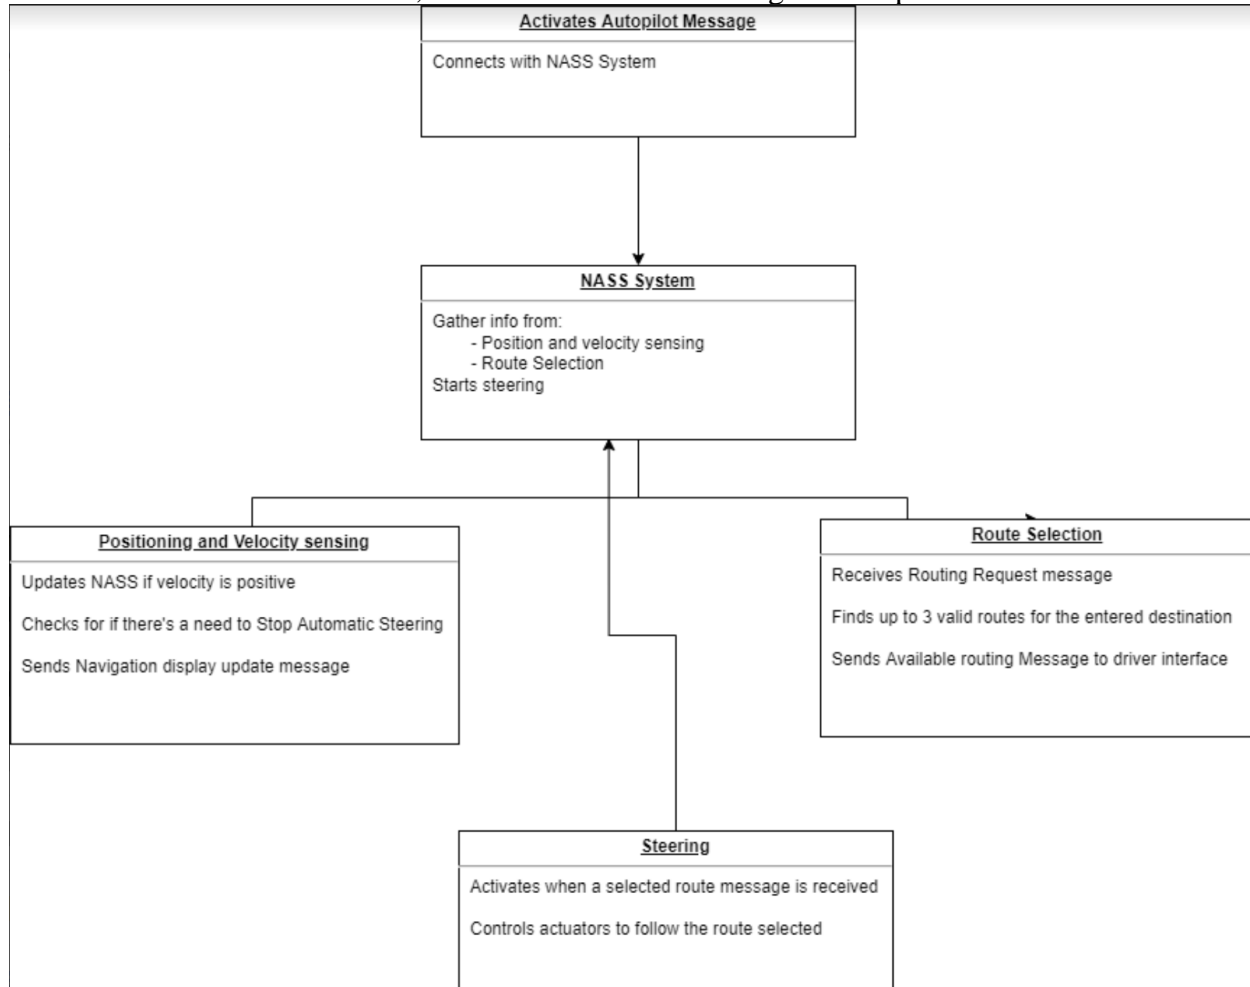 Activates Autopilot Message
Connects with NASS System
NASS System
Gather info from:
- Position and velocity sensing
- Route Selection
Starts steering
Positioning and Velocity sensing
Updates NASS if velocity is positive
Checks for if there's a need to Stop Automatic Steering
Sends Navigation display update message
Route Selection
Receives Routing Request message
Finds up to 3 valid routes for the entered destination
Sends Available routing Message to driver interface
Steering
Activates when a selected route message is received
Controls actuators to follow the route selected